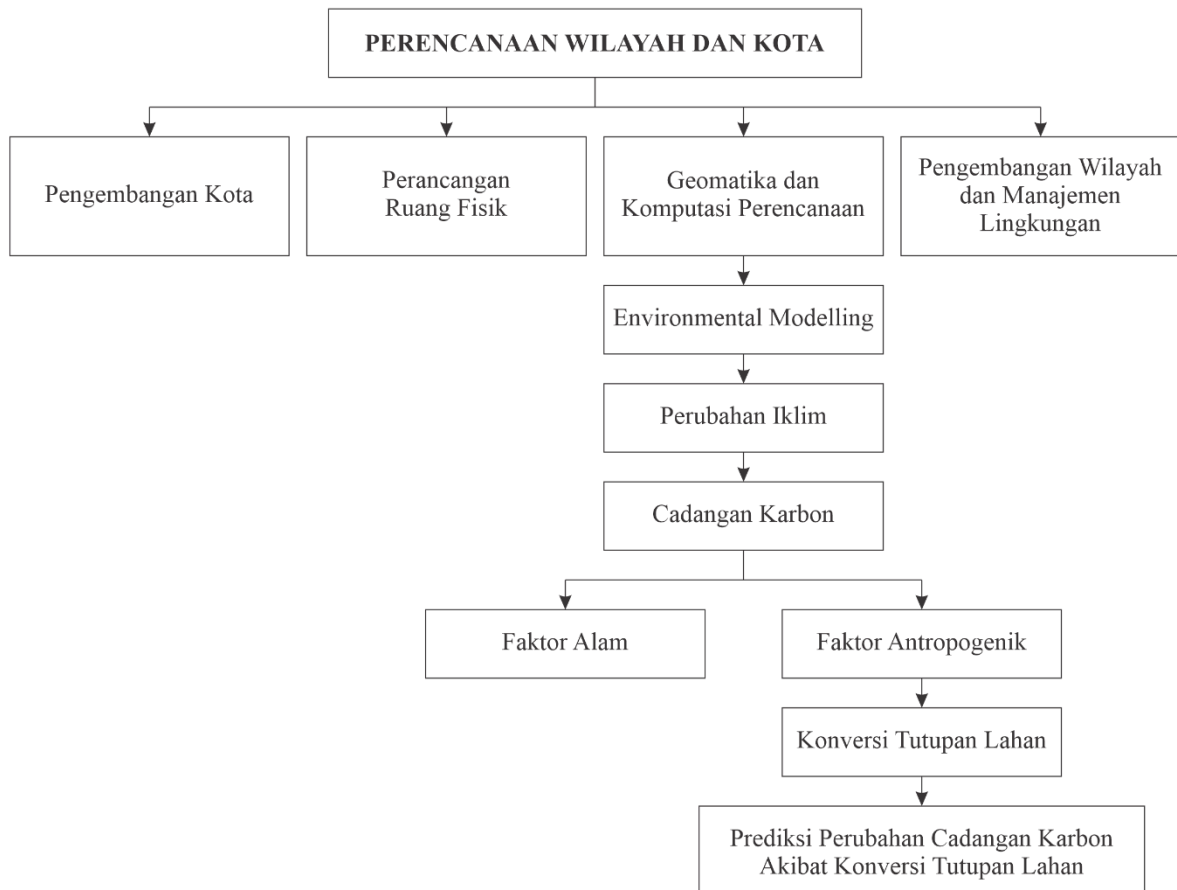 PERENCANAAN WILAYAH DAN KOTA
Pengembangan Kota
Perancangan
Ruang Fisik
Geomatika dan
Komputasi Perencanaan
Pengembangan Wilayah
dan Manajemen
Lingkungan
Environmental Modelling
Perubahan Iklim
Cadangan Karbon
Faktor Alam
Faktor Antropogenik
Konversi Tutupan Lahan
Prediksi Perubahan Cadangan Karbon
Akibat Konversi Tutupan Lahan